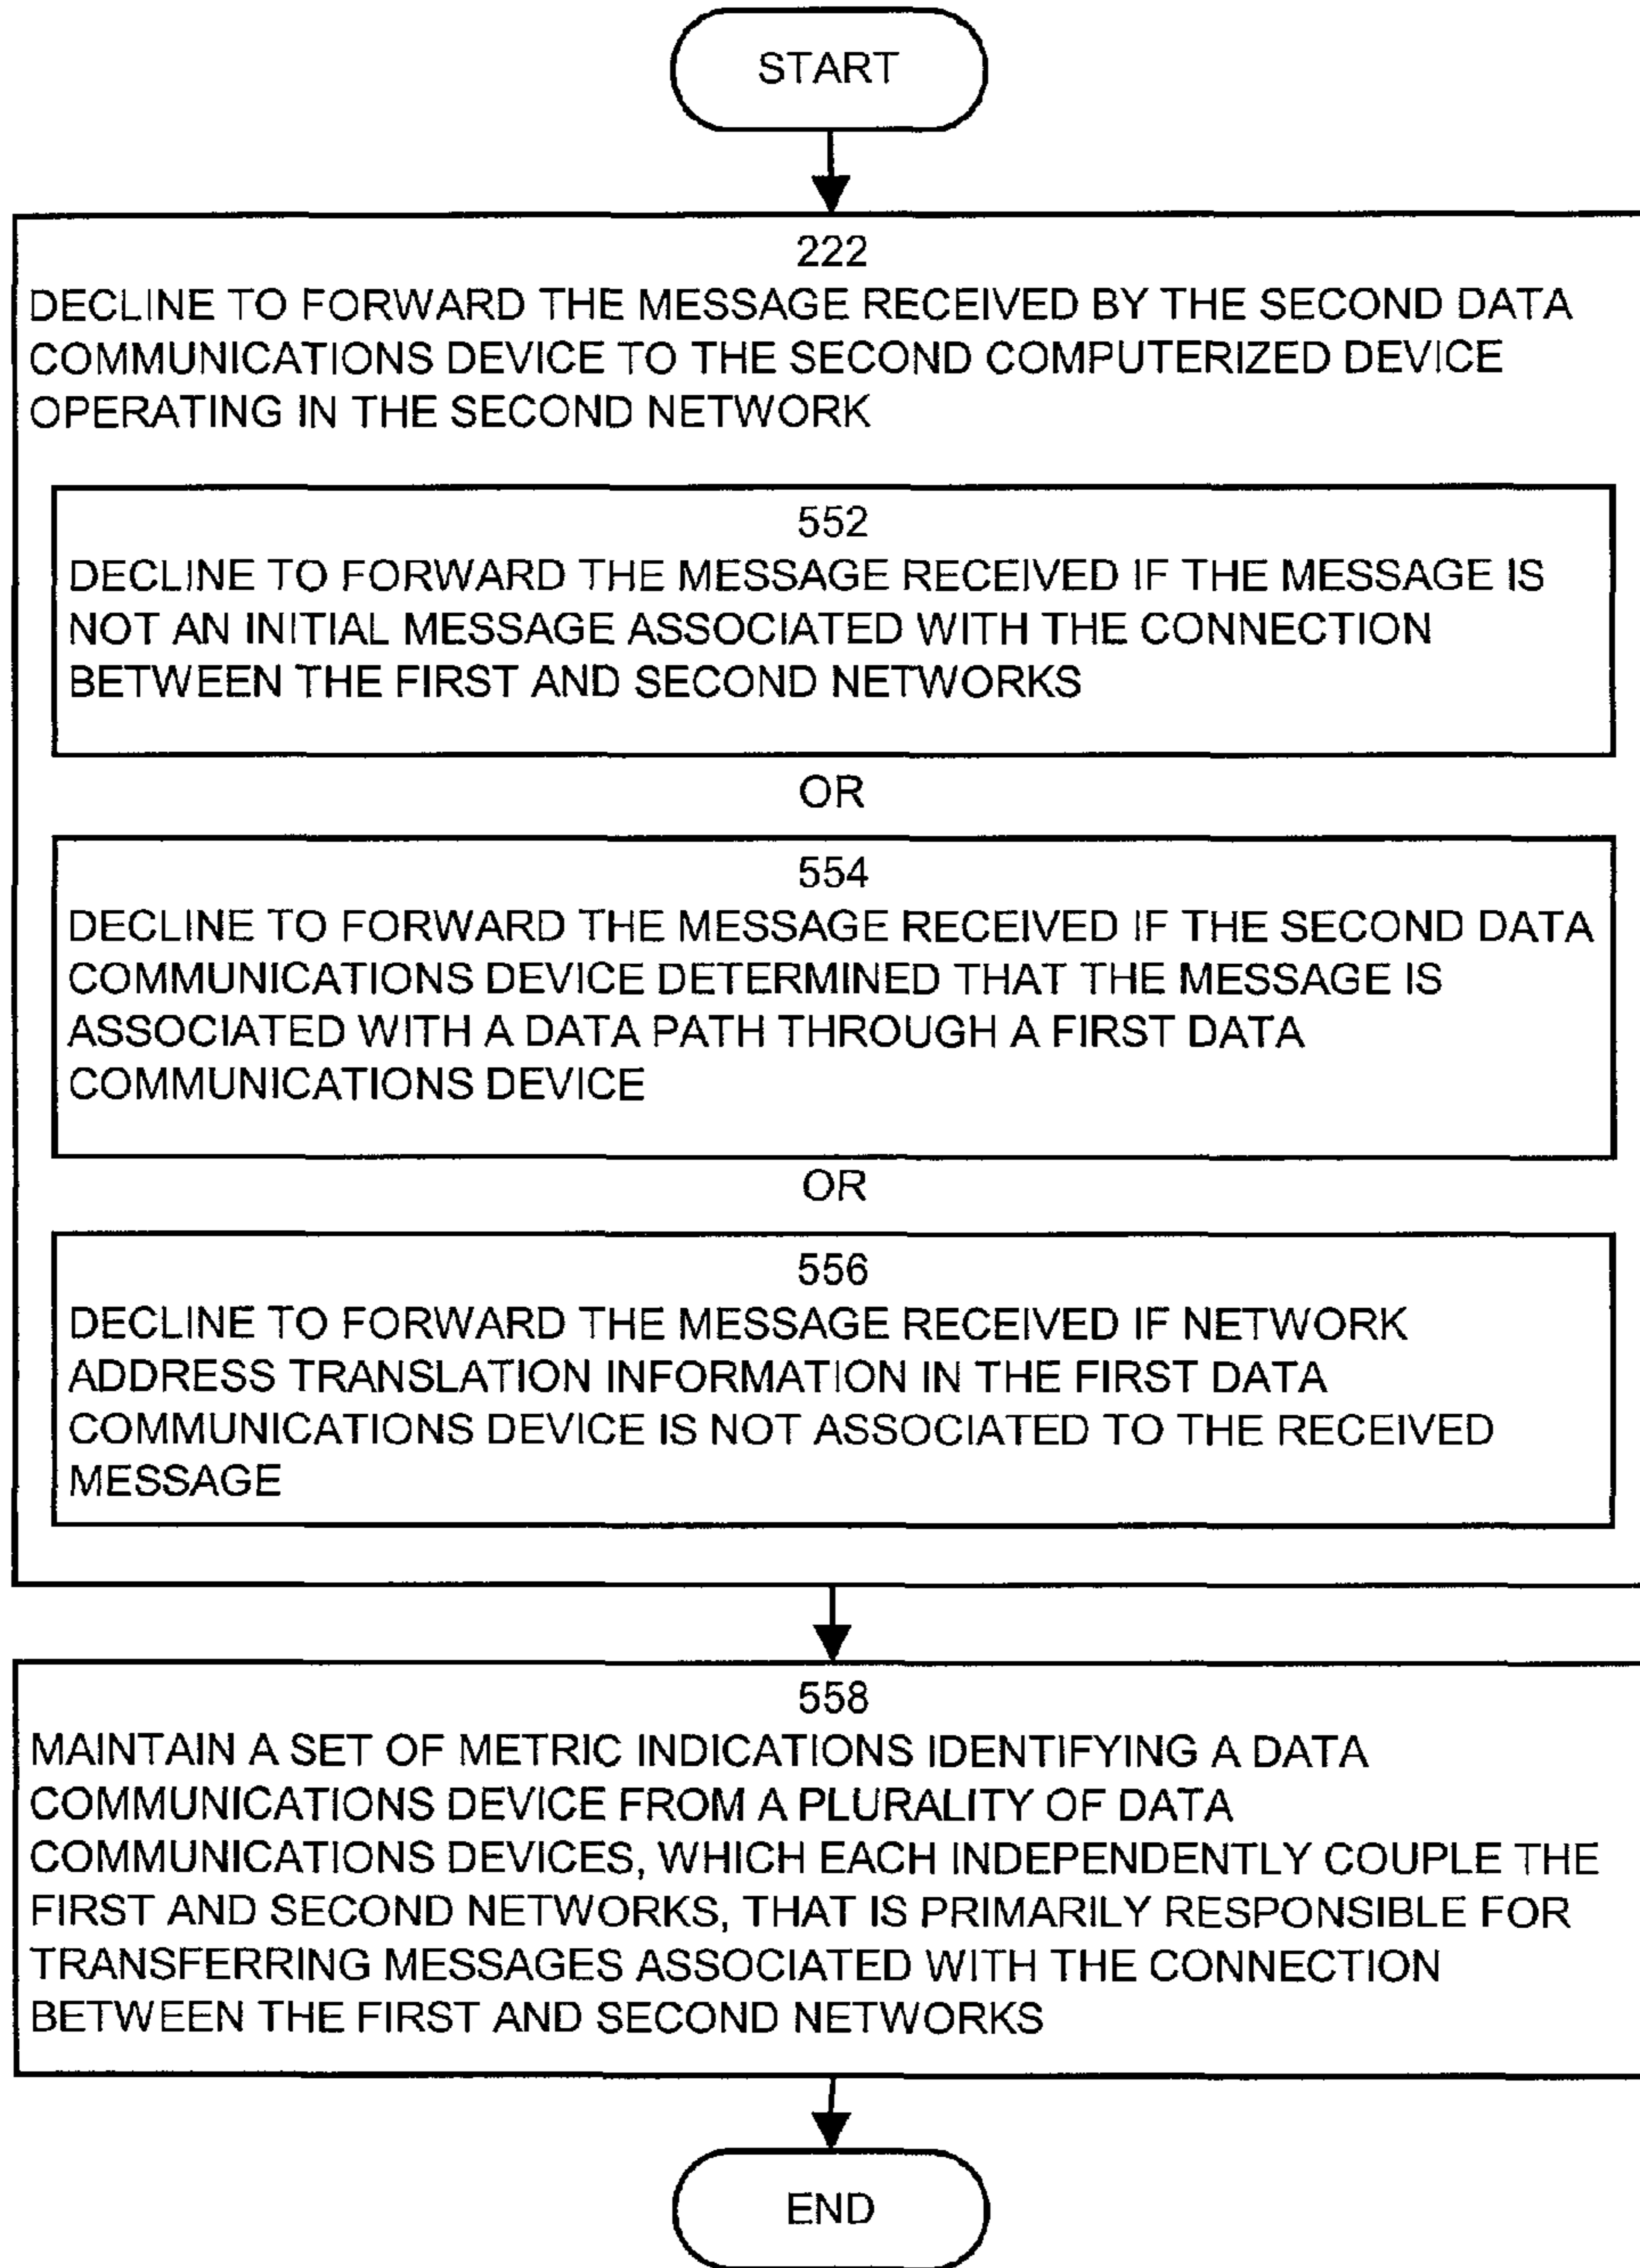 START
222
DECLINE TO FORWARD THE MESSAGE RECEIVED BY THE SECOND DATA
COMMUNICATIONS DEVICE TO THE SECOND COMPUTERIZED DEVICE
OPERATING IN THE SECOND NETWORK
552
DECLINE TO FORWARD THE MESSAGE RECEIVED IF THE MESSAGE IS
NOT AN INITIAL MESSAGE ASSOCIATED WITH THE CONNECTION
BETWEEN THE FIRST AND SECOND NETWORKS
OR
554
DECLINE TO FORWARD THE MESSAGE RECEIVED IF THE SECOND DATA
COMMUNICATIONS DEVICE DETERMINED THAT THE MESSAGE IS
ASSOCIATED WITH A DATA PATH THROUGH A FIRST DATA
COMMUNICATIONS DEVICE
OR
556
DECLINE TO FORWARD THE MESSAGE RECEIVED IF NETWORK
ADDRESS TRANSLATION INFORMATION IN THE FIRST DATA
COMMUNICATIONS DEVICE IS NOT ASSOCIATED TO THE RECEIVED
MESSAGE
558
MAINTAIN A SET OF METRIC INDICATIONS IDENTIFYING A DATA
COMMUNICATIONS DEVICE FROM A PLURALITY OF DATA
COMMUNICATIONS DEVICES, WHICH EACH INDEPENDENTLY COUPLE THE
FIRST AND SECOND NETWORKS, THAT IS PRIMARILY RESPONSIBLE FOR
TRANSFERRING MESSAGES ASSOCIATED WITH THE CONNECTION
BETWEEN THE FIRST AND SECOND NETWORKS
END